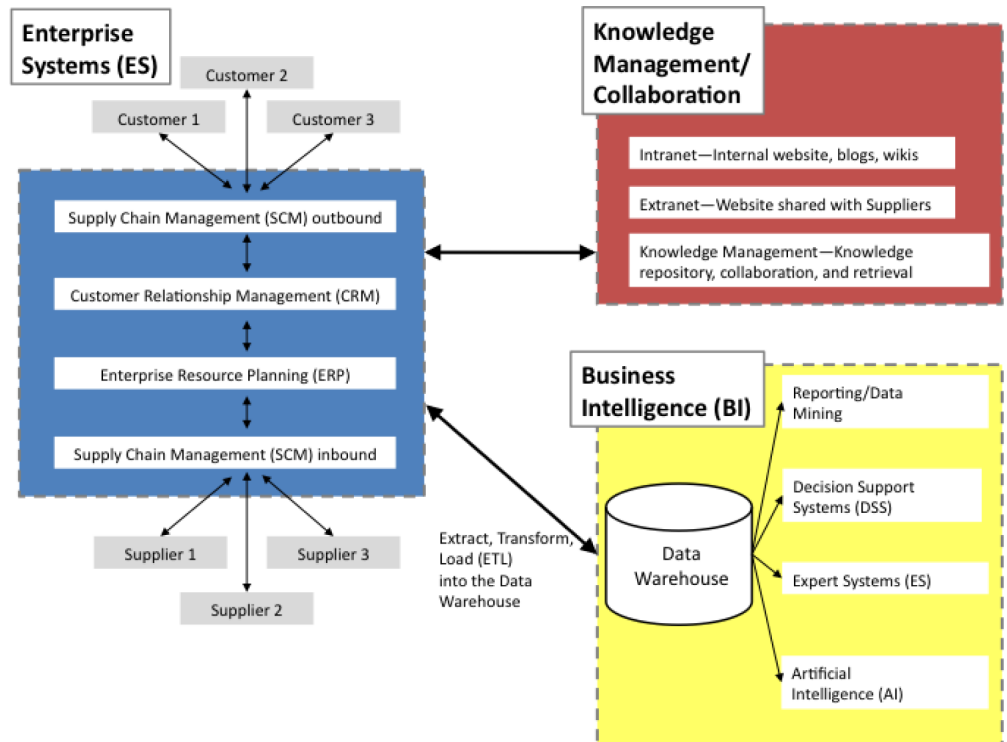 Enterprise
Systems (ES)
Customer 2
Customer 1
Customer 3
Supply Chain Management (SCM) outbound
Customer Relationship Management (CRM)
Enterprise Resource Planning (ERP)
Supply Chain Management (SCM) inbound
Supplier 1
Supplier 3
Supplier 2
Knowledge
Management/
Collaboration
Intranet—Internal website, blogs, wikis
Extranet—Website shared with Suppliers
Knowledge Management—Knowledge
repository, collaboration, and retrieval
Extract, Transform,
Load (ETL)
into the Data
Warehouse
Business
Intelligence (BI)
Data
Warehouse
Reporting/Data
Mining
Decision Support
Systems (DSS)
Expert Systems (ES)
Artificial
Intelligence (AI)